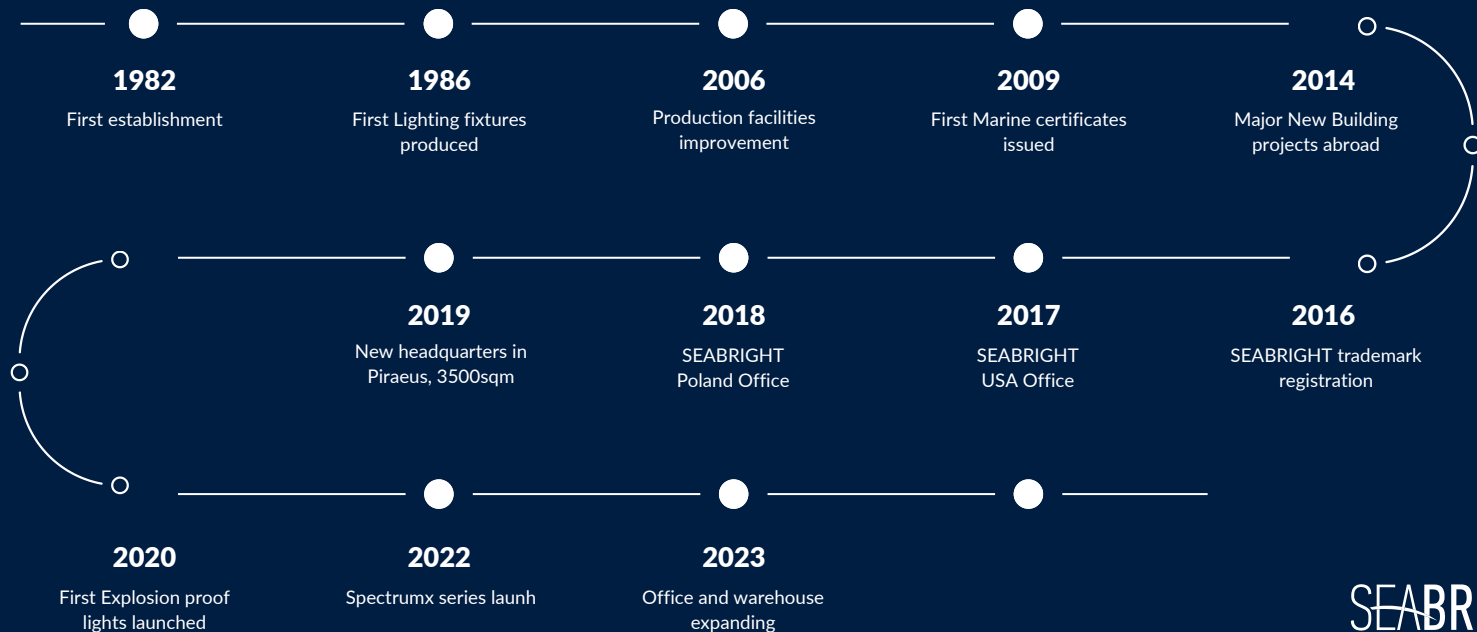 1982
First establishment
1986
First Lighting fixtures
produced
2006
Production facilities
improvement
2009
First Marine certificates
issued
2014
Major New Building
projects abroad
2016
SEABRIGHT trademark
registration
2017
SEABRIGHT
USA Office
2018
SEABRIGHT
Poland Office
2019
New headquarters in
Piraeus, 3500sqm
2020
First Explosion proof
lights launched
2022
Spectrumx series launh
2023
Office and warehouse
expanding
SEABR